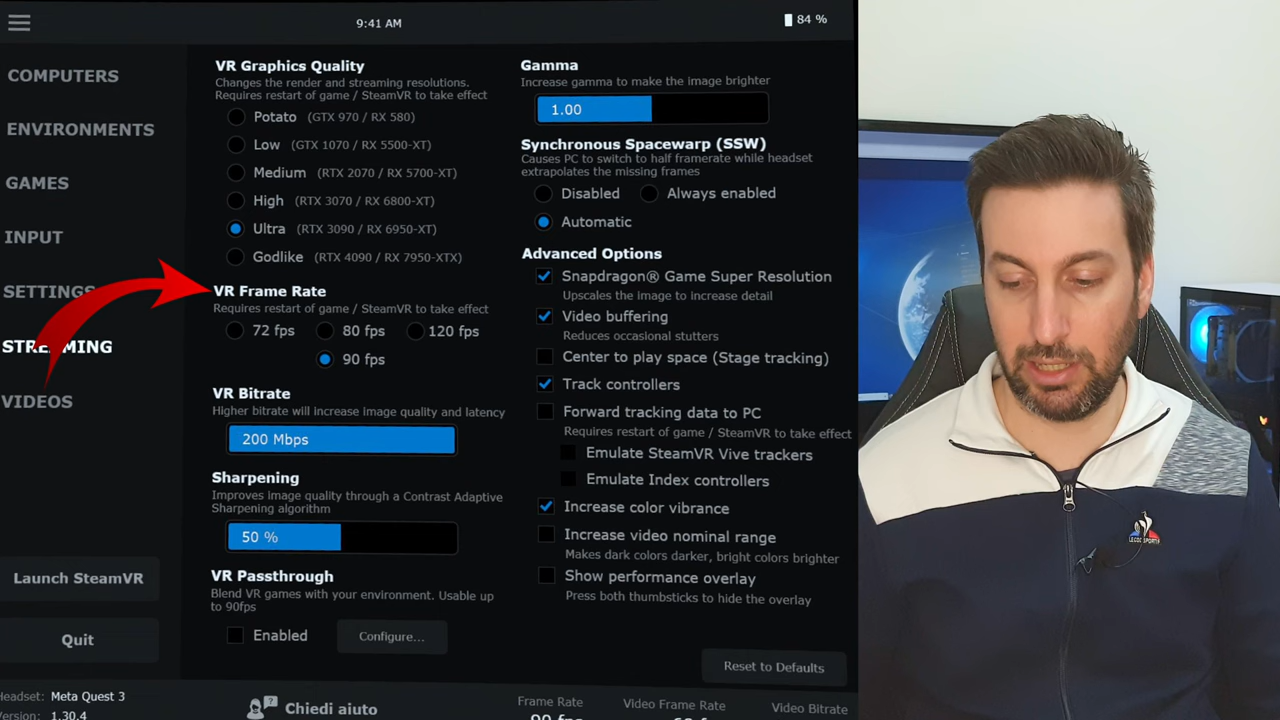 9:41 AM
84 %
COMPUTERS
ENVIRONMENTS
GAMES
INPUT
SETTINGS
STREAMING
VIDEOS
Launch SteamVR
Quit
VR Graphics Quality
Changes the render and streaming resolutions.
Requires restart of game / SteamVR to take effect
Potato (GTX 970 / RX 580)
Low (GTX 1070 / RX 5500-XT)
Medium (RTX 2070 / RX 5700-XT)
High (RTX 3070 / RX 6800-XT)
Ultra (RTX 3090 / RX 6950-XT)
Godlike (RTX 4090 / RX 7950-XTX)
VR Frame Rate
Requires restart of game / SteamVR to take effect
72 fps 80 fps 120 fps
90 fps
VR Bitrate
Higher bitrate will increase image quality and latency
200 Mbps
Sharpening
Improves image quality through a Contrast Adaptive
Sharpening algorithm
50 %
VR Passthrough
Blend VR games with your environment. Usable up
to 90fps
Enabled Configure...
Gamma
Increase gamma to make the image brighter
1.00
Synchronous Spacewarp (SSW)
Causes PC to switch to half framerate while headset
extrapolates the missing frames
Disabled Always enabled
Automatic
Advanced Options
Snapdragon® Game Super Resolution
Upscales the image to increase detail
Video buffering
Reduces occasional stutters
Center to play space (Stage tracking)
Track controllers
Forward tracking data to PC
Requires restart of game / SteamVR to take effect
Emulate SteamVR Vive trackers
Emulate Index controllers
Increase color vibrance
Increase video nominal range
Makes dark colors darker, bright colors brighter
Show performance overlay
Press both thumbsticks to hide the overlay
Reset to Defaults
Headset: Meta Quest 3
Version: 1.30.4
Chiedi aiuto
Frame Rate
90 fps
Video Frame Rate
Video Bitrate
LE COQ SPORTIF